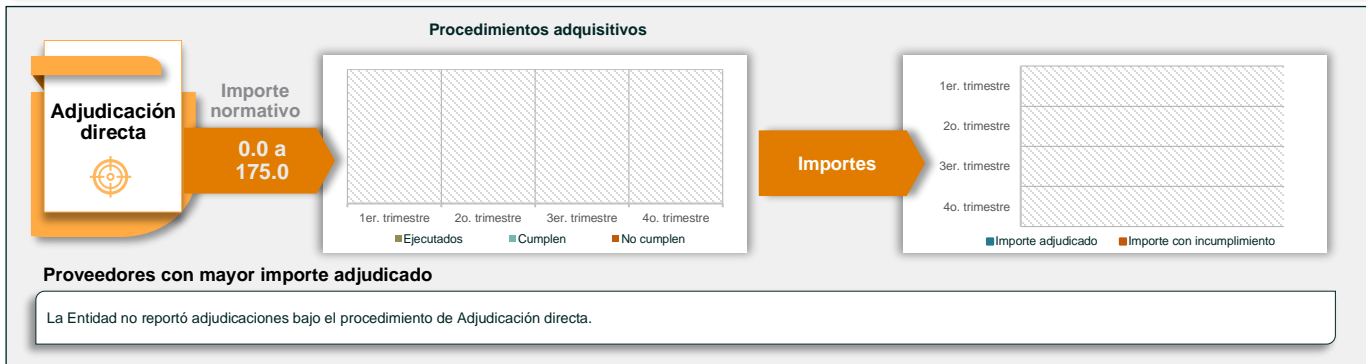 Procedimientos adquisitivos
Adjudicación
directa
Importe
normativo
0.0 a
175.0
1er. trimestre 2o. trimestre 3er. trimestre 4o. trimestre
Ejecutados Cumplen No cumplen
Importes
1er. trimestre
2o. trimestre
3er. trimestre
4o. trimestre
Importe adjudicado Importe con incumplimiento
Proveedores con mayor importe adjudicado
La Entidad no reportó adjudicaciones bajo el procedimiento de Adjudicación directa.